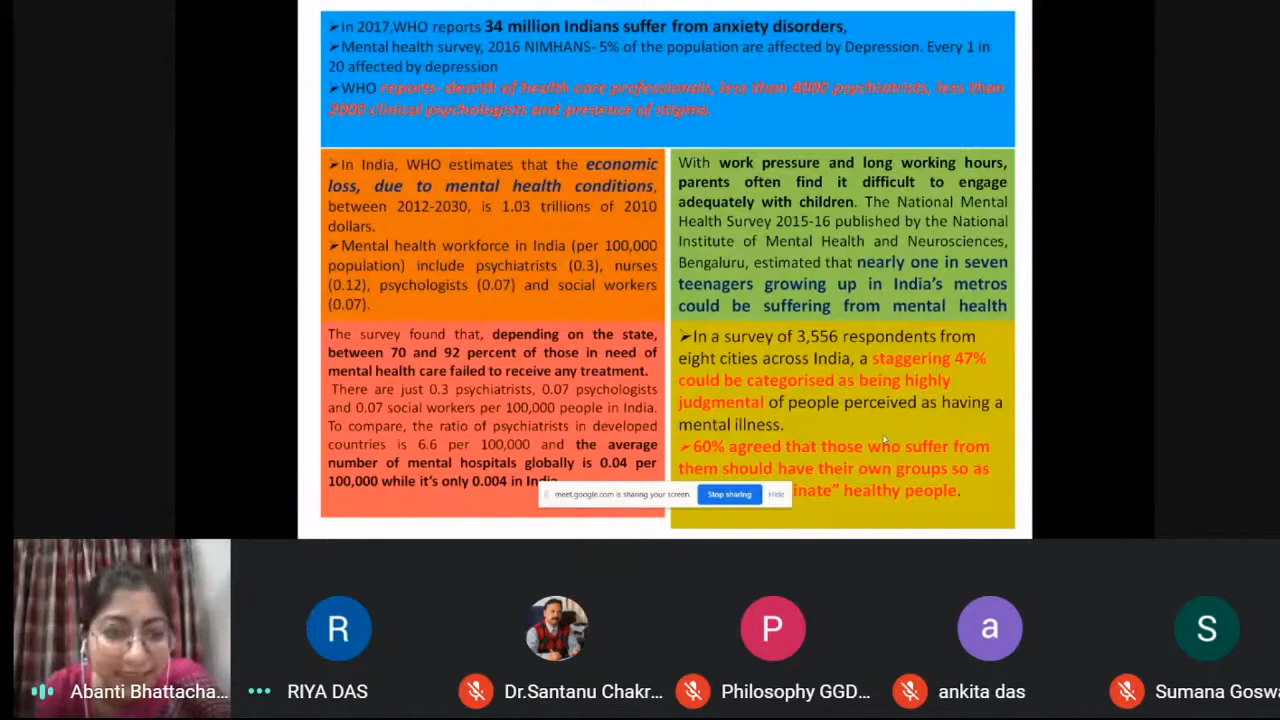 ➢In 2017,WHO reports 34 million Indians suffer from anxiety disorders,
➢Mental health survey, 2016 NIMHANS- 5% of the population are affected by Depression. Every 1 in
20 affected by depression
➢WHO reports- dearth of health care professionals, less than 4000 psychiatrists, less than
2000 clinical psychologists and presence of stigma.
➢In India, WHO estimates that the economic
loss, due to mental health conditions,
between 2012-2030, is 1.03 trillions of 2010
dollars.
➢Mental health workforce in India (per 100,000
population) include psychiatrists (0.3), nurses
(0.12), psychologists (0.07) and social workers
(0.07).
With work pressure and long working hours,
parents often find it difficult to engage
adequately with children. The National Mental
Health Survey 2015-16 published by the National
Institute of Mental Health and Neurosciences,
Bengaluru, estimated that nearly one in seven
teenagers growing up in India's metros
could be suffering from mental health
The survey found that, depending on the state,
between 70 and 92 percent of those in need of
mental health care failed to receive any treatment.
There are just 0.3 psychiatrists, 0.07 psychologists
and 0.07 social workers per 100,000 people in India.
To compare, the ratio of psychiatrists in developed
countries is 6.6 per 100,000 and the average
number of mental hospitals globally is 0.04 per
100,000 while it's only 0.004 in India.
➢In a survey of 3,556 respondents from
eight cities across India, a staggering 47%
could be categorised as being highly
judgmental of people perceived as having a
mental illness.
➢60% agreed that those who suffer from
them should have their own groups so as
inate" healthy people.
meet.google.com is sharing your screen.
Stop sharing
Hide
R
P
a
S
Abanti Bhattacha...
RIYA DAS
Dr.Santanu Chakr...
Philosophy GGD...
ankita das
Sumana Gosw